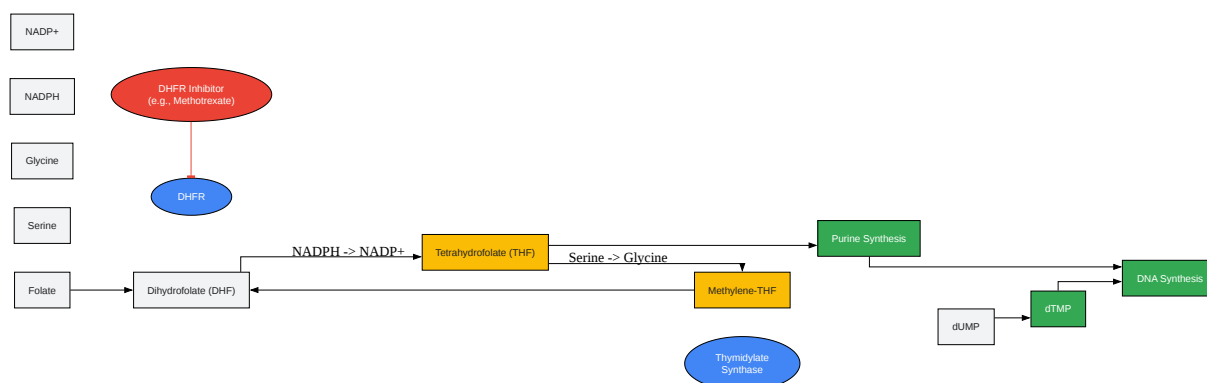 NADP+
NADPH
DHFR Inhibitor
(e.g., Methotrexate)
Glycine
DHFR
Serine
NADPH -> NADP+
Tetrahydrofolate (THF)
Serine -> Glycine
Purine Synthesis
DNA Synthesis
Folate
Dihydrofolate (DHF)
Methylene-THF
dTMP
dUMP
Thymidylate
Synthase